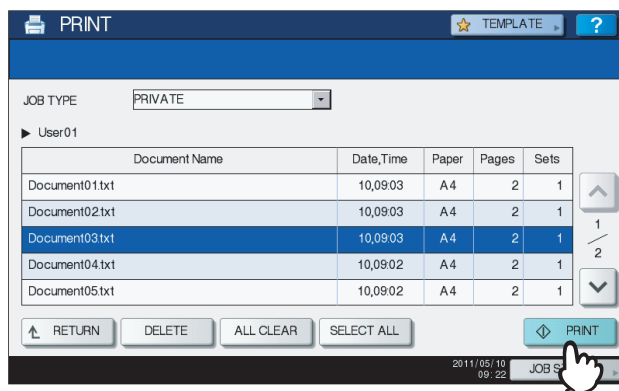 PRINT
TEMPLATE
?
JOB TYPE PRIVATE
User01
Document Name Date,Time Paper Pages Sets
Document01.txt 10,09:03 A4 2 1
Document02.txt 10,09:03 A4 2 1
Document03.txt 10,09:03 A4 2 1
Document04.txt 10,09:02 A4 2 1
Document05.txt 10,09:02 A4 2 1
1
2
RETURN DELETE ALL CLEAR SELECT ALL PRINT
2011/05/10
09:22
JOB